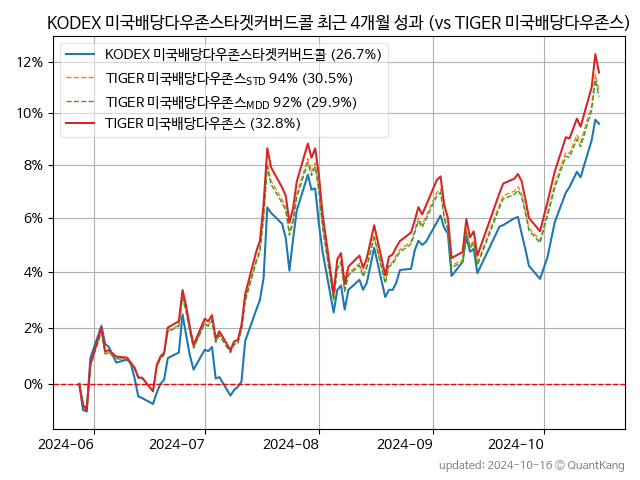 KODEX 미국배당다우존스타겟커버드콜 최근 4개월 성과 (vs TIGER 미국배당다우존스)
KODEX 미국배당다우존스타겟커버드콜 (26.7%)
TIGER 미국배당다우존스STD 94% (30.5%)
TIGER 미국배당다우존스MDD 92% (29.9%)
TIGER 미국배당다우존스 (32.8%)
12%
10%
8%
6%
4%
2%
0%
2024-06 2024-07 2024-08 2024-09 2024-10
updated: 2024-10-16 © QuantKang